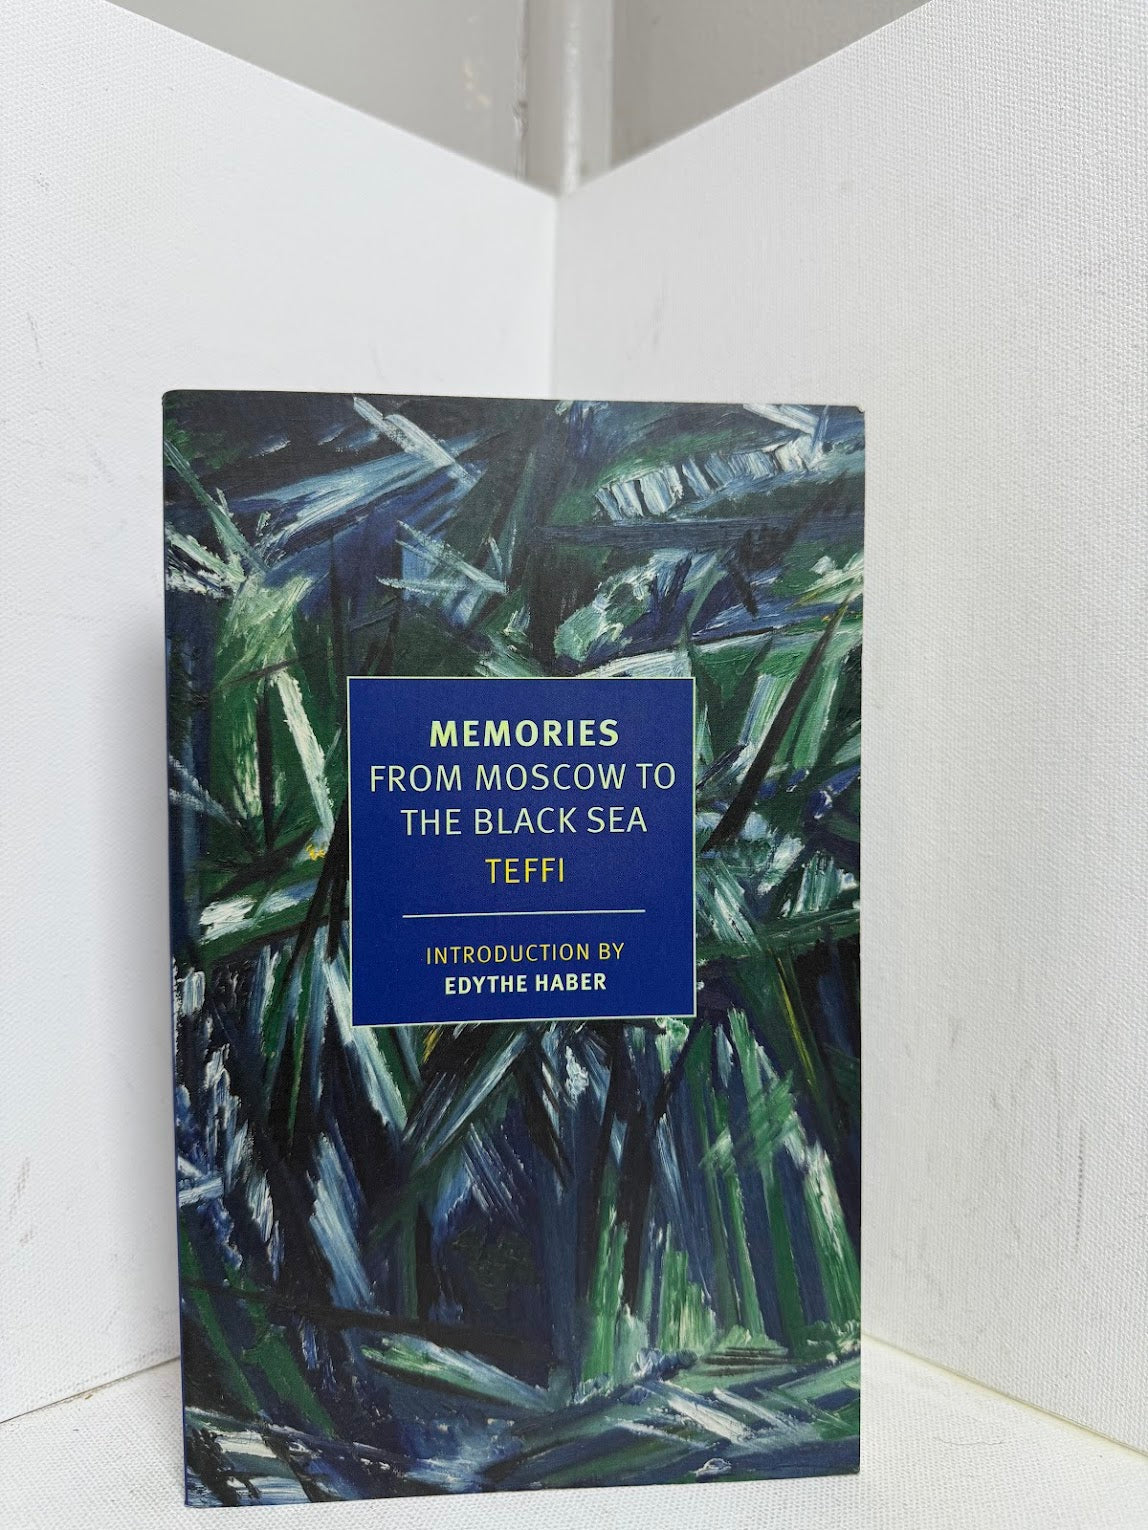 MEMORIES
FROM MOSCOW TO
THE BLACK SEA
TEFFI
INTRODUCTION BY
EDYTHE HABER